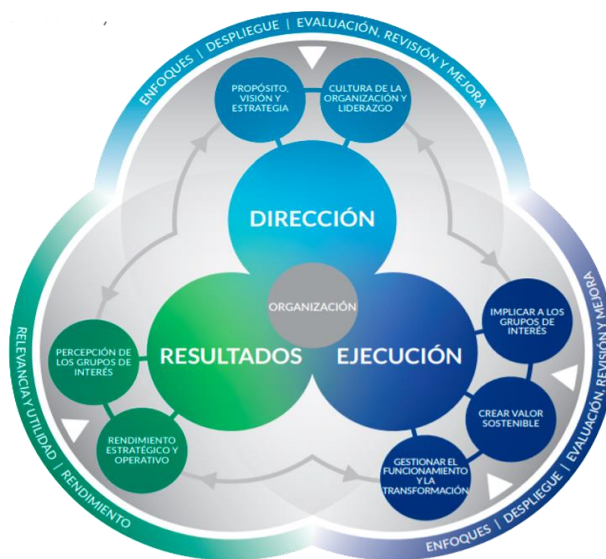 ENFOQUES | DESPLIEGUE | EVALUACIÓN, REVISIÓN Y MEJORA
PROPÓSITO,
VISIÓN Y
ESTRATEGIA
CULTURA DE LA
ORGANIZACIÓN Y
LIDERAZGO
DIRECCIÓN
ORGANIZACIÓN
RESULTADOS
EJECUCIÓN
IMPLICAR A LOS
GRUPOS DE
INTERÉS
CREAR VALOR
SOSTENIBLE
GESTIONAR EL
FUNCIONAMIENTO
Y LA
TRANSFORMACIÓN
PERCEPCIÓN DE
LOS GRUPOS DE
INTERÉS
RENDIMIENTO
ESTRATÉGICO Y
OPERATIVO
RELEVANCIA Y UTILIDAD | RENDIMIENTO
ENFOQUES | DESPLIEGUE | EVALUACIÓN, REVISIÓN Y MEJORA